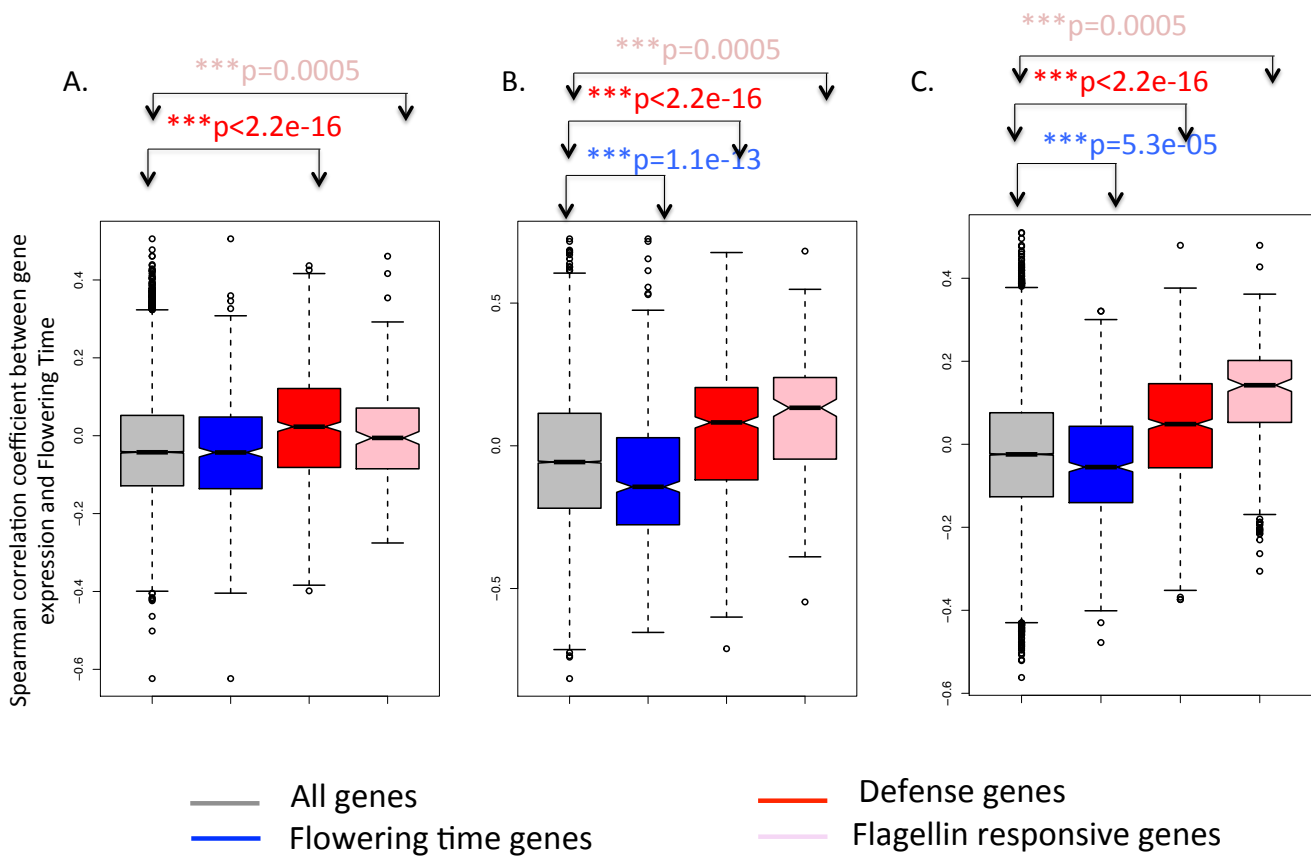 A.
***p=0.0005
***p<2.2e-16
B.
***p=0.0005
***p<2.2e-16
***p=1.1e-13
C.
***p=0.0005
***p<2.2e-16
***p=5.3e-05
Spearman correlation coefficient between gene
expression and Flowering Time
0.4
0.2
0.0
−0.2
−0.4
−0.6
0.5
0.0
−0.5
0.4
0.2
0.0
−0.2
−0.4
−0.6
All genes
Flowering time genes
Defense genes
Flagellin responsive genes